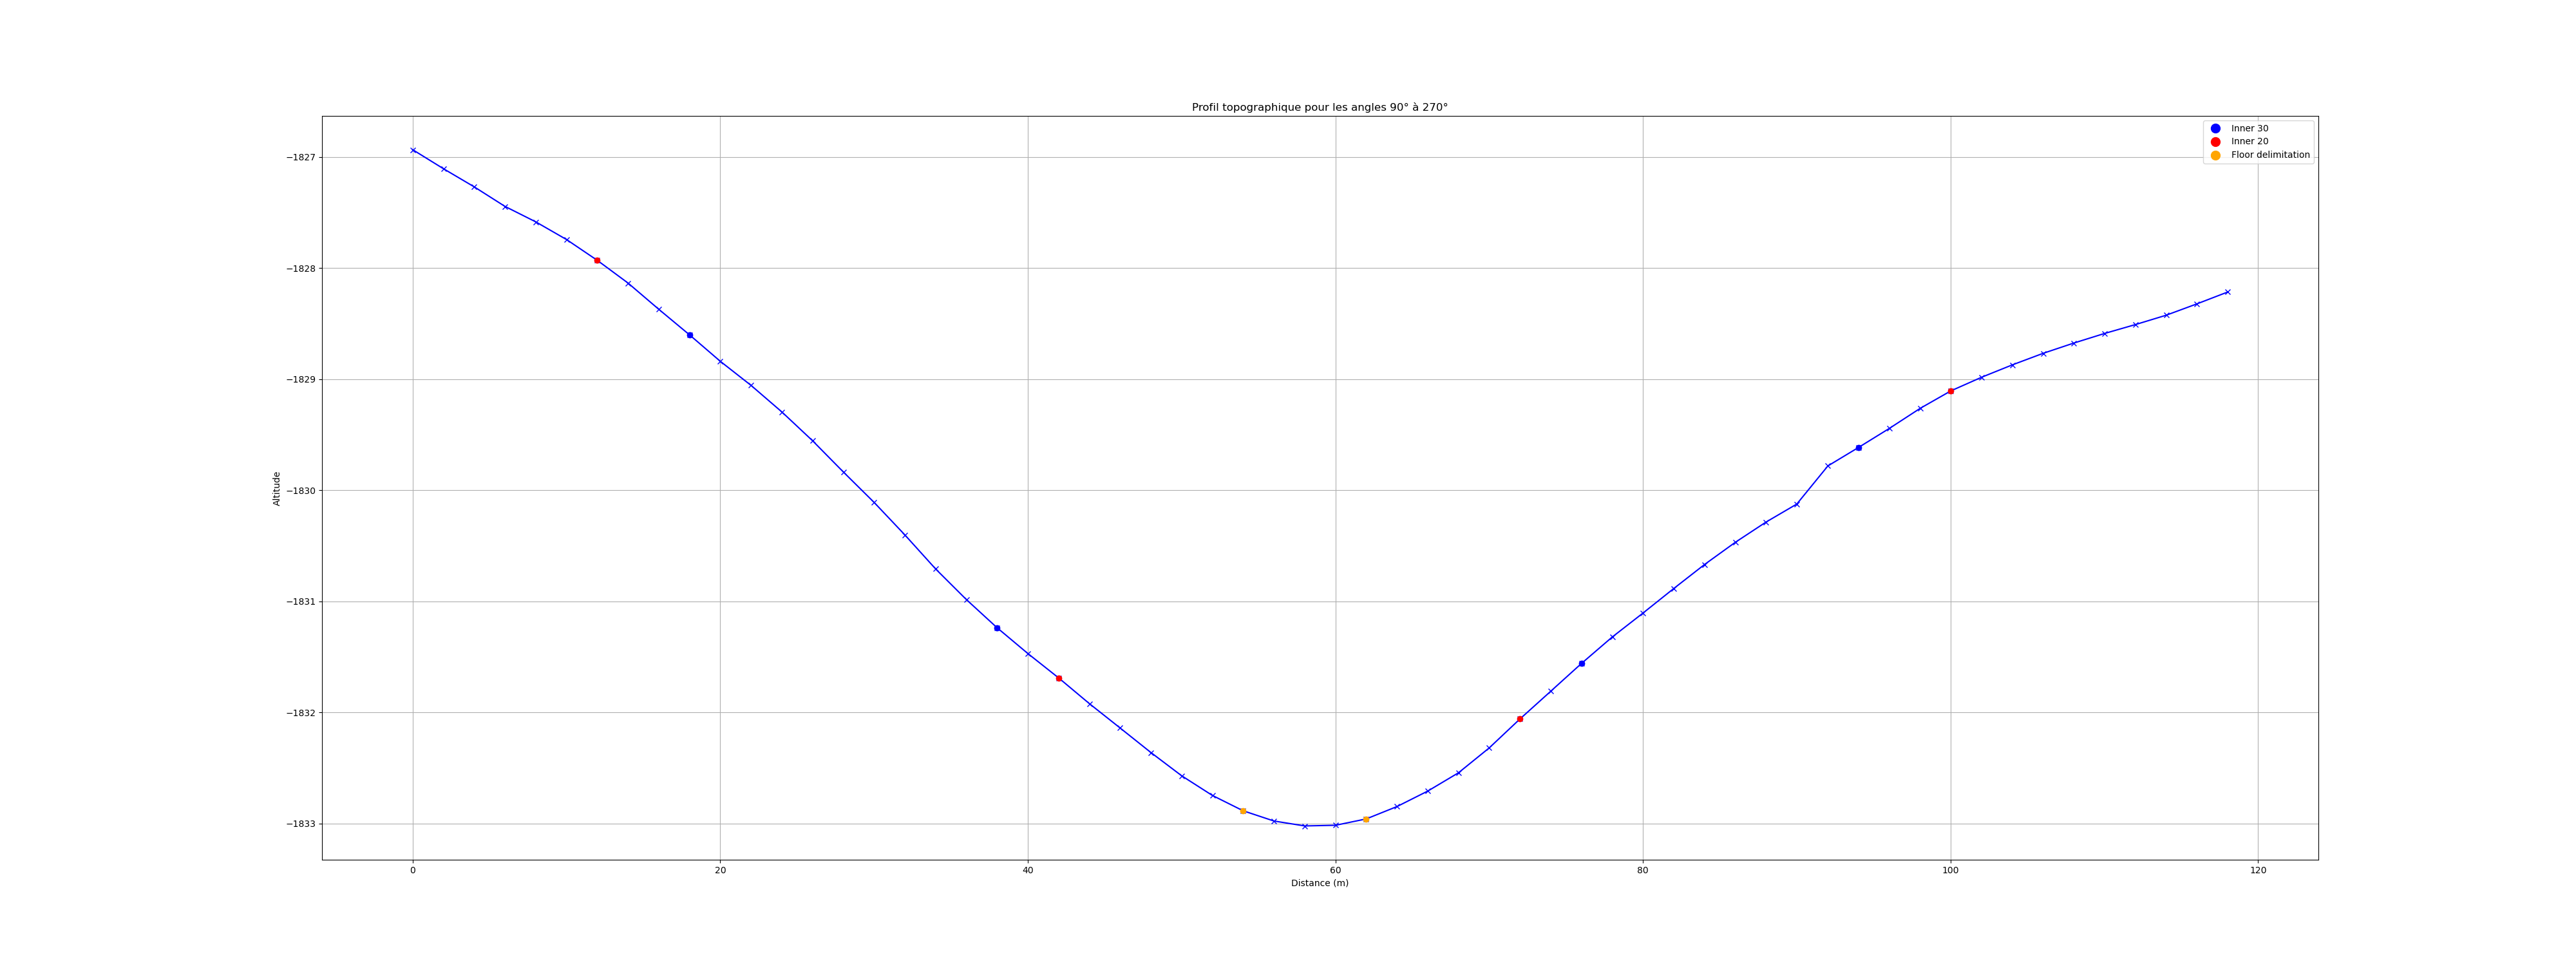 Profil topographique pour les angles 90° à 270°
Inner 30
Inner 20
Floor delimitation
Altitude
−1827
−1828
−1829
−1830
−1831
−1832
−1833
0
20
40
60
80
100
120
Distance (m)